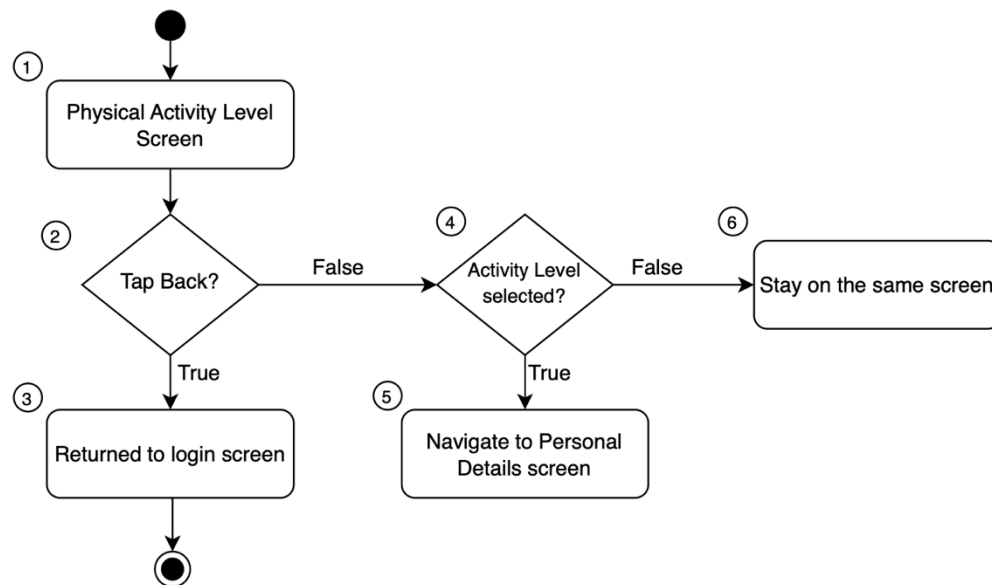 1
Physical Activity Level
Screen
2
Tap Back?
False
4
Activity Level
selected?
False
6
Stay on the same screen
True
3
Returned to login screen
True
5
Navigate to Personal
Details screen